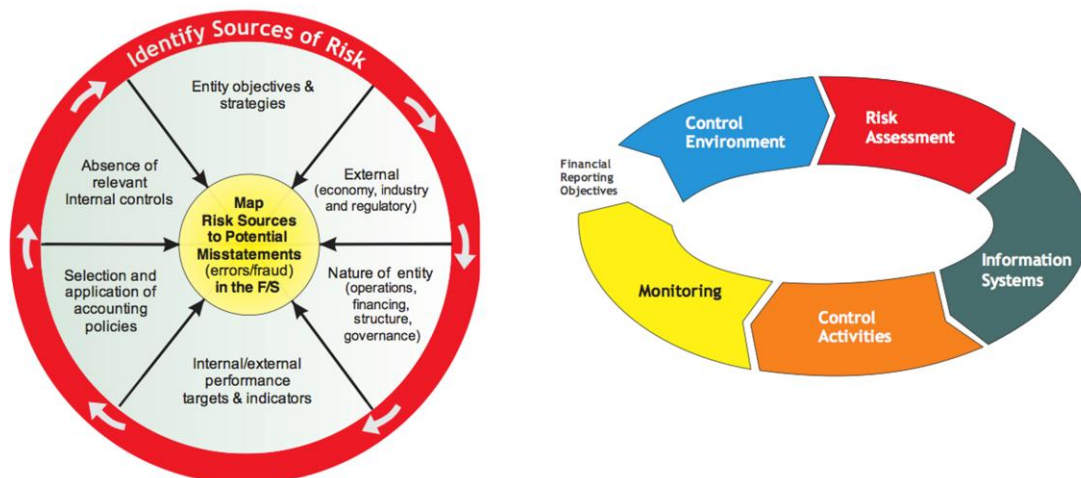 Identify Sources of Risk
Entity objectives &
strategies
External
(economy, industry
and regulatory)
Nature of entity
(operations,
financing,
structure,
governance)
Internal/external
performance
targets & indicators
Selection and
application of
accounting
policies
Absence of
relevant
Internal controls
Map
Risk Sources
to Potential
Misstatements
(errors/fraud)
in the F/S
Financial
Reporting
Objectives
Control
Environment
Risk
Assessment
Information
Systems
Control
Activities
Monitoring